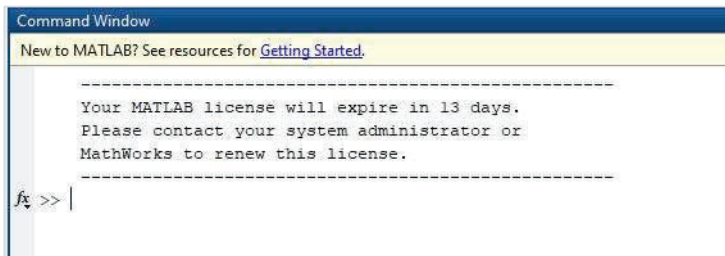 Command Window
New to MATLAB? See resources for Getting Started.
----------------------------------------------------
Your MATLAB license will expire in 13 days.
Please contact your system administrator or
MathWorks to renew this license.
----------------------------------------------------
fx >>